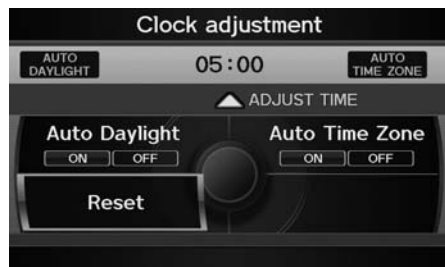 Clock adjustment
AUTO DAYLIGHT
05:00
AUTO TIME ZONE
ADJUST TIME
Auto Daylight
ON OFF
Auto Time Zone
ON OFF
Reset